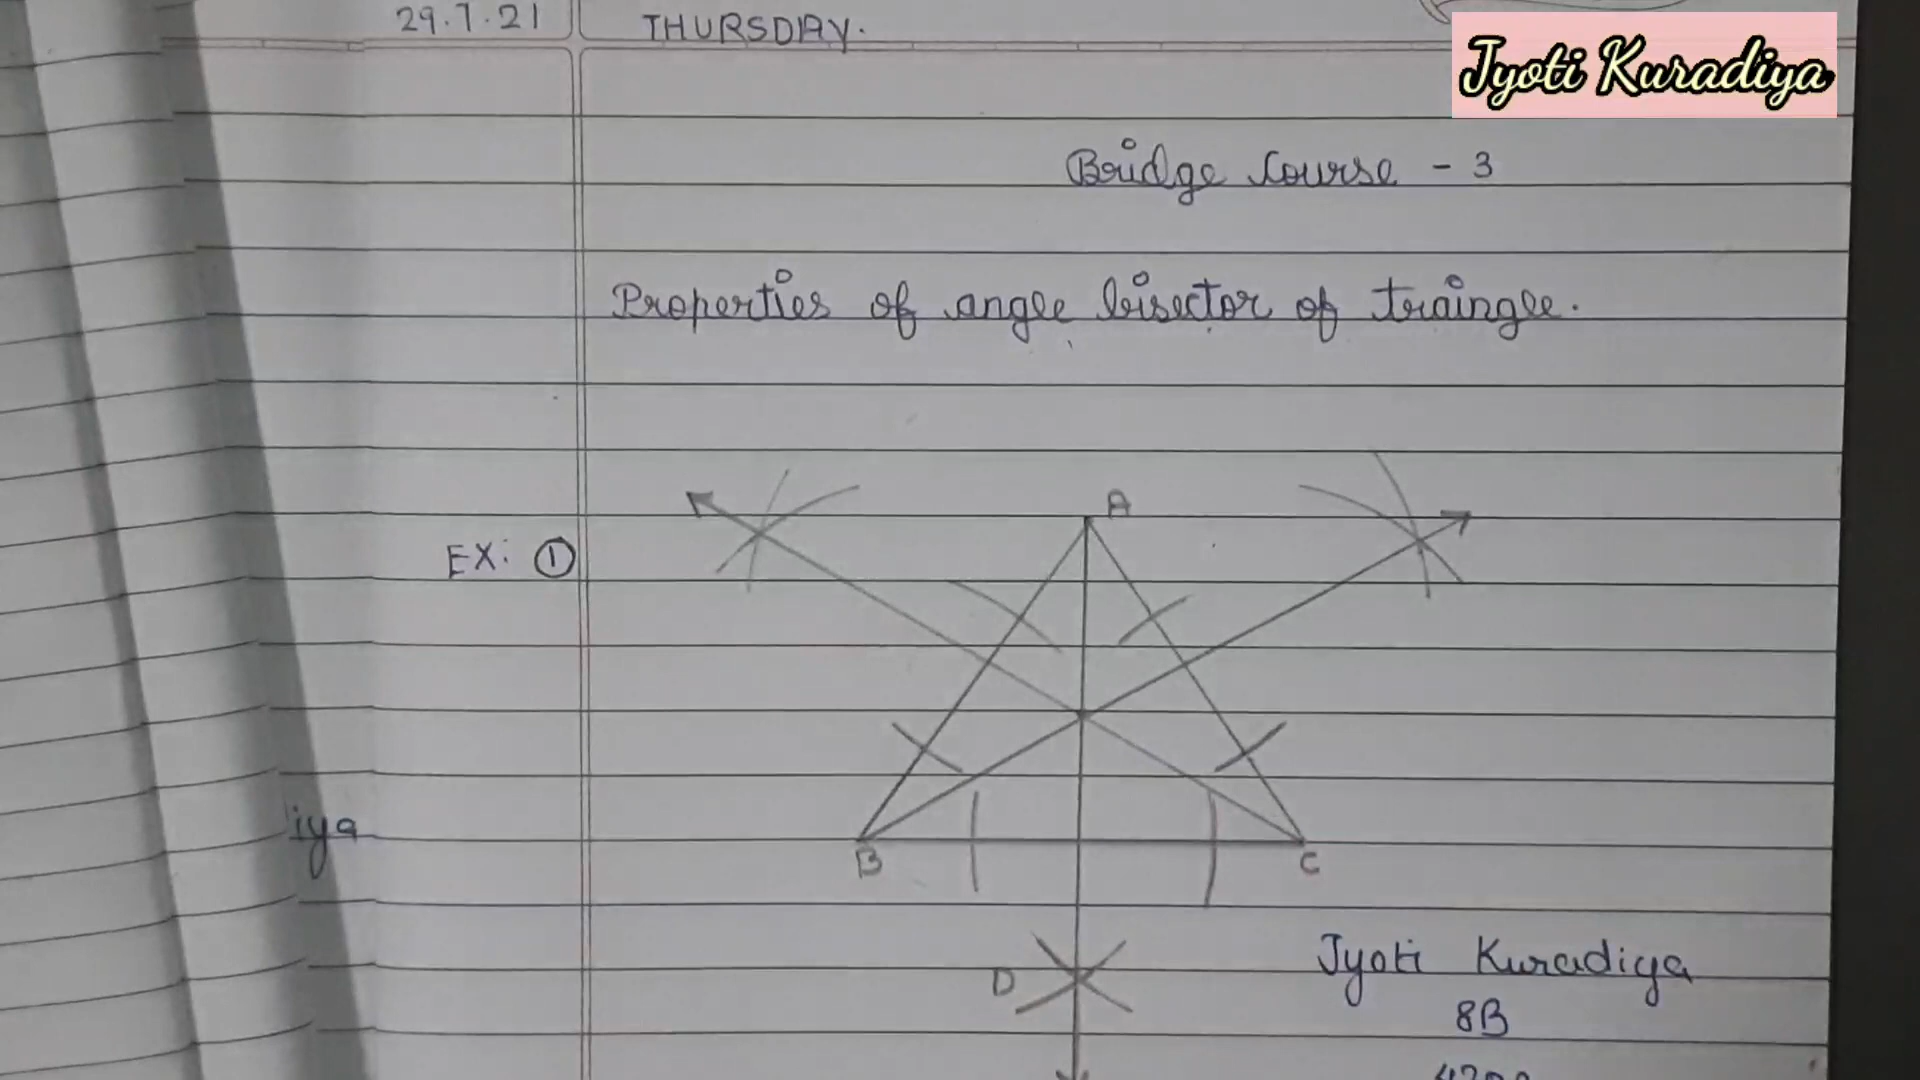 29.7.21 THURSDAY.
Jyoti Kuradiya
Bridge Course - 3
Properties of angle bisector of traingle.
A
EX: 1
iya
B
C
D
Jyoti Kuradiya
8B